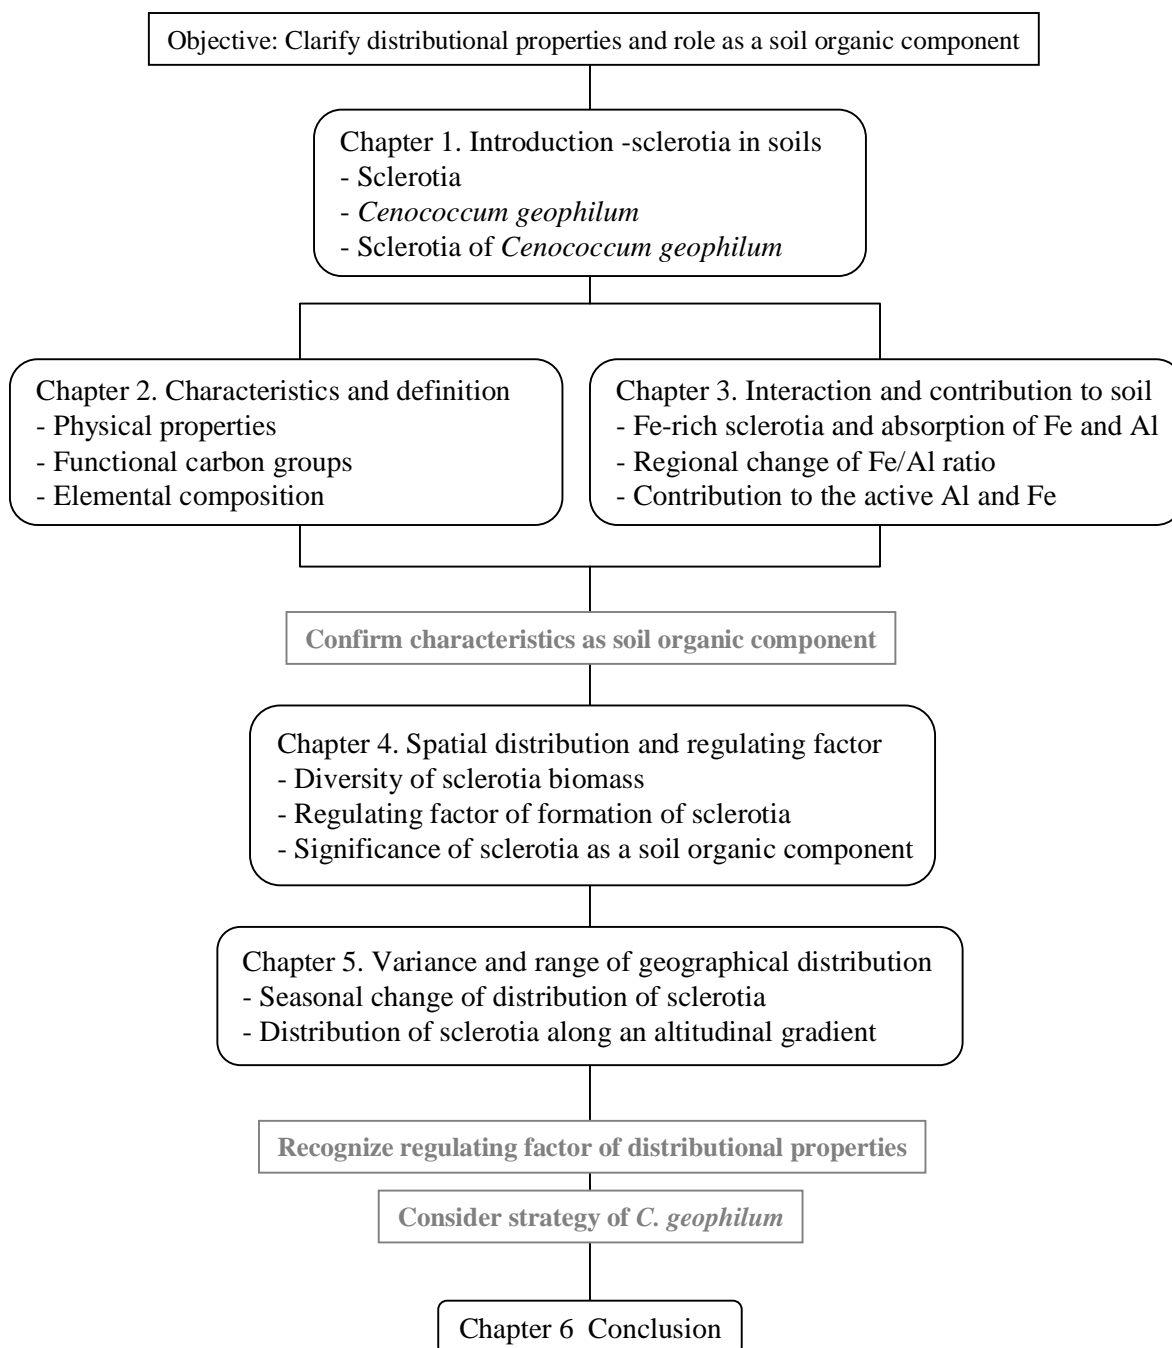 Objective: Clarify distributional properties and role as a soil organic component
Chapter 1. Introduction -sclerotia in soils
- Sclerotia
- Cenococcum geophilum
- Sclerotia of Cenococcum geophilum
Chapter 2. Characteristics and definition
- Physical properties
- Functional carbon groups
- Elemental composition
Chapter 3. Interaction and contribution to soil
- Fe-rich sclerotia and absorption of Fe and Al
- Regional change of Fe/Al ratio
- Contribution to the active Al and Fe
Confirm characteristics as soil organic component
Chapter 4. Spatial distribution and regulating factor
- Diversity of sclerotia biomass
- Regulating factor of formation of sclerotia
- Significance of sclerotia as a soil organic component
Chapter 5. Variance and range of geographical distribution
- Seasonal change of distribution of sclerotia
- Distribution of sclerotia along an altitudinal gradient
Recognize regulating factor of distributional properties
Consider strategy of C. geophilum
Chapter 6  Conclusion